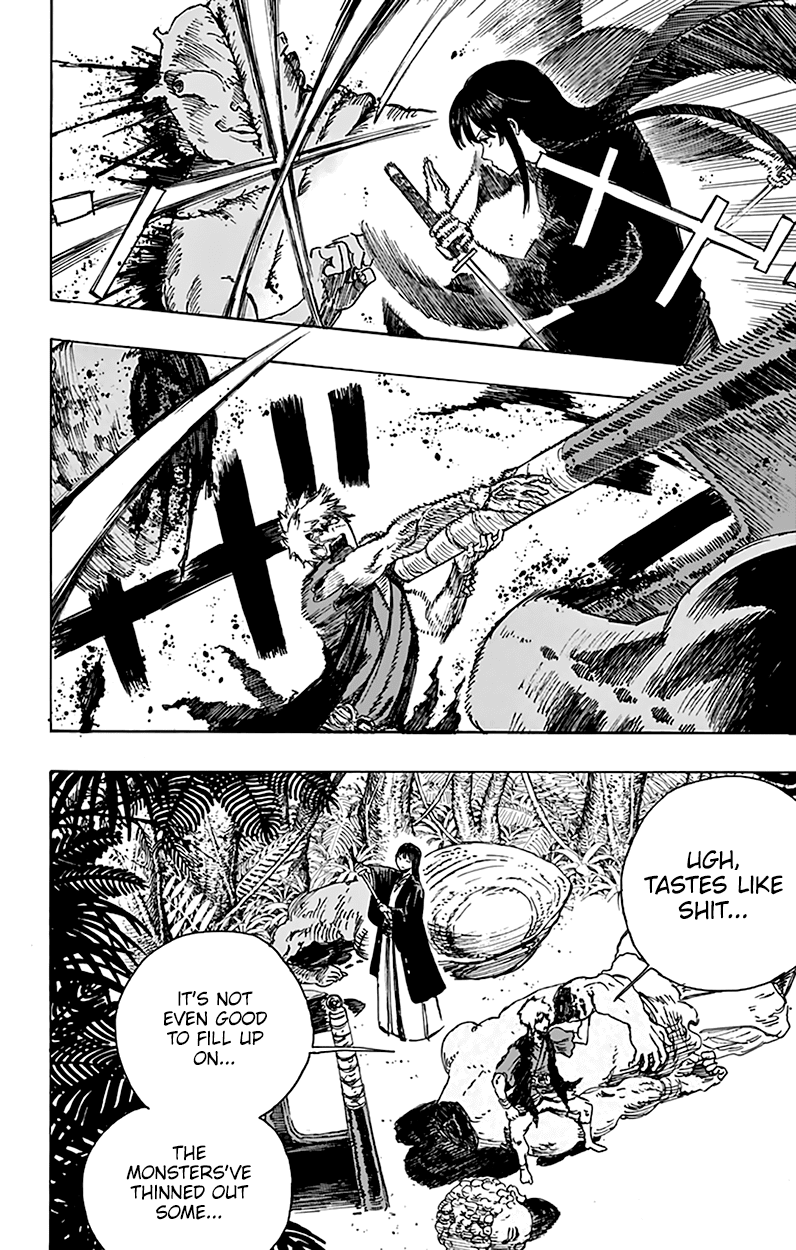 UGH,
TASTES LIKE
SHIT...
IT'S NOT
EVEN GOOD
TO FILL UP
ON...
THE
MONSTERS'VE
THINNED OUT
SOME...